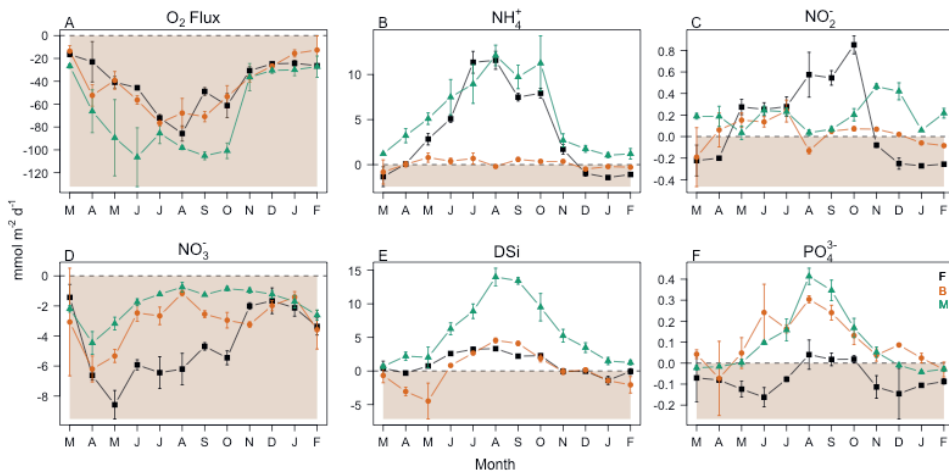 A O₂ Flux
0
-20
-40
-60
-80
-100
-120
M A M J J A S O N D J F
B NH₄⁺
15
10
5
0
M A M J J A S O N D J F
C NO₂⁻
0.8
0.6
0.4
0.2
0.0
-0.2
-0.4
M A M J J A S O N D J F
mmol m⁻² d⁻¹
D NO₃⁻
0
-2
-4
-6
-8
M A M J J A S O N D J F
E DSi
15
10
5
0
-5
M A M J J A S O N D J F
F PO₄³⁻
0.4
0.3
0.2
0.1
0.0
-0.1
-0.2
M A M J J A S O N D J F
F
B
M
Month